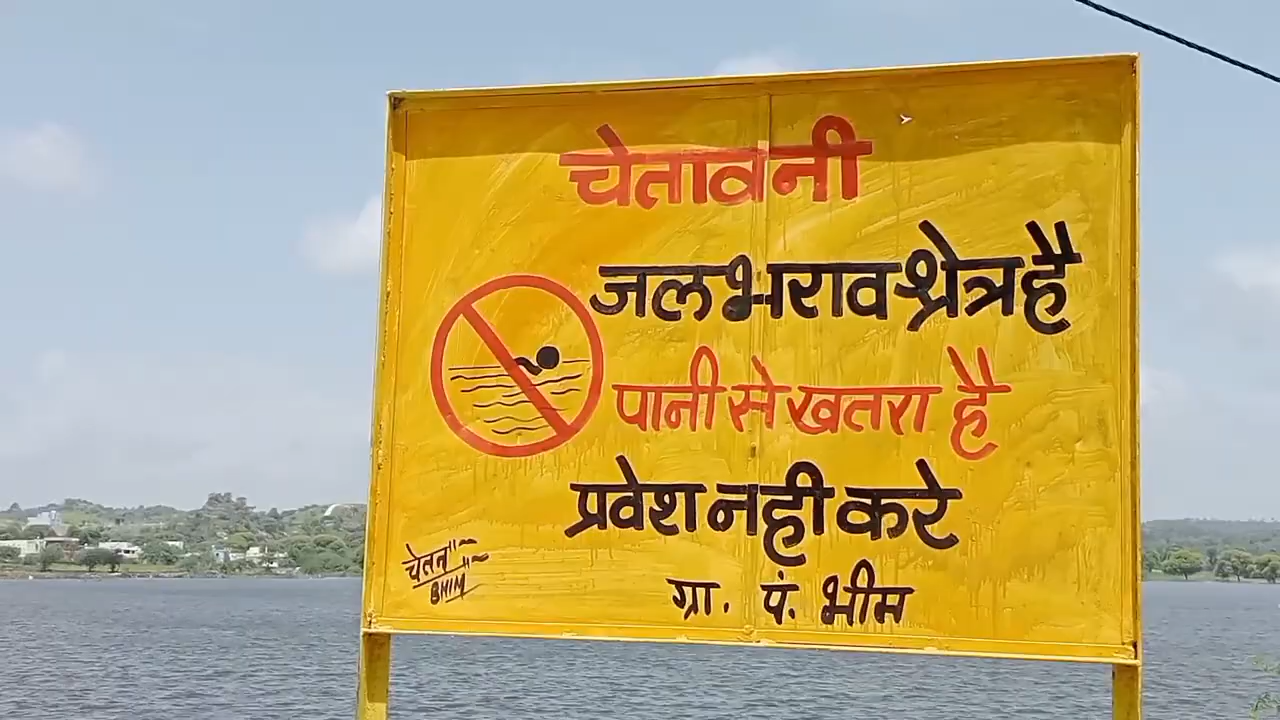 चेतावनी
जल भराव श्रेत्र है
पानी से खतरा है
प्रवेश नही करे
ग्रा. पं. भीम
चेतन
BHIM